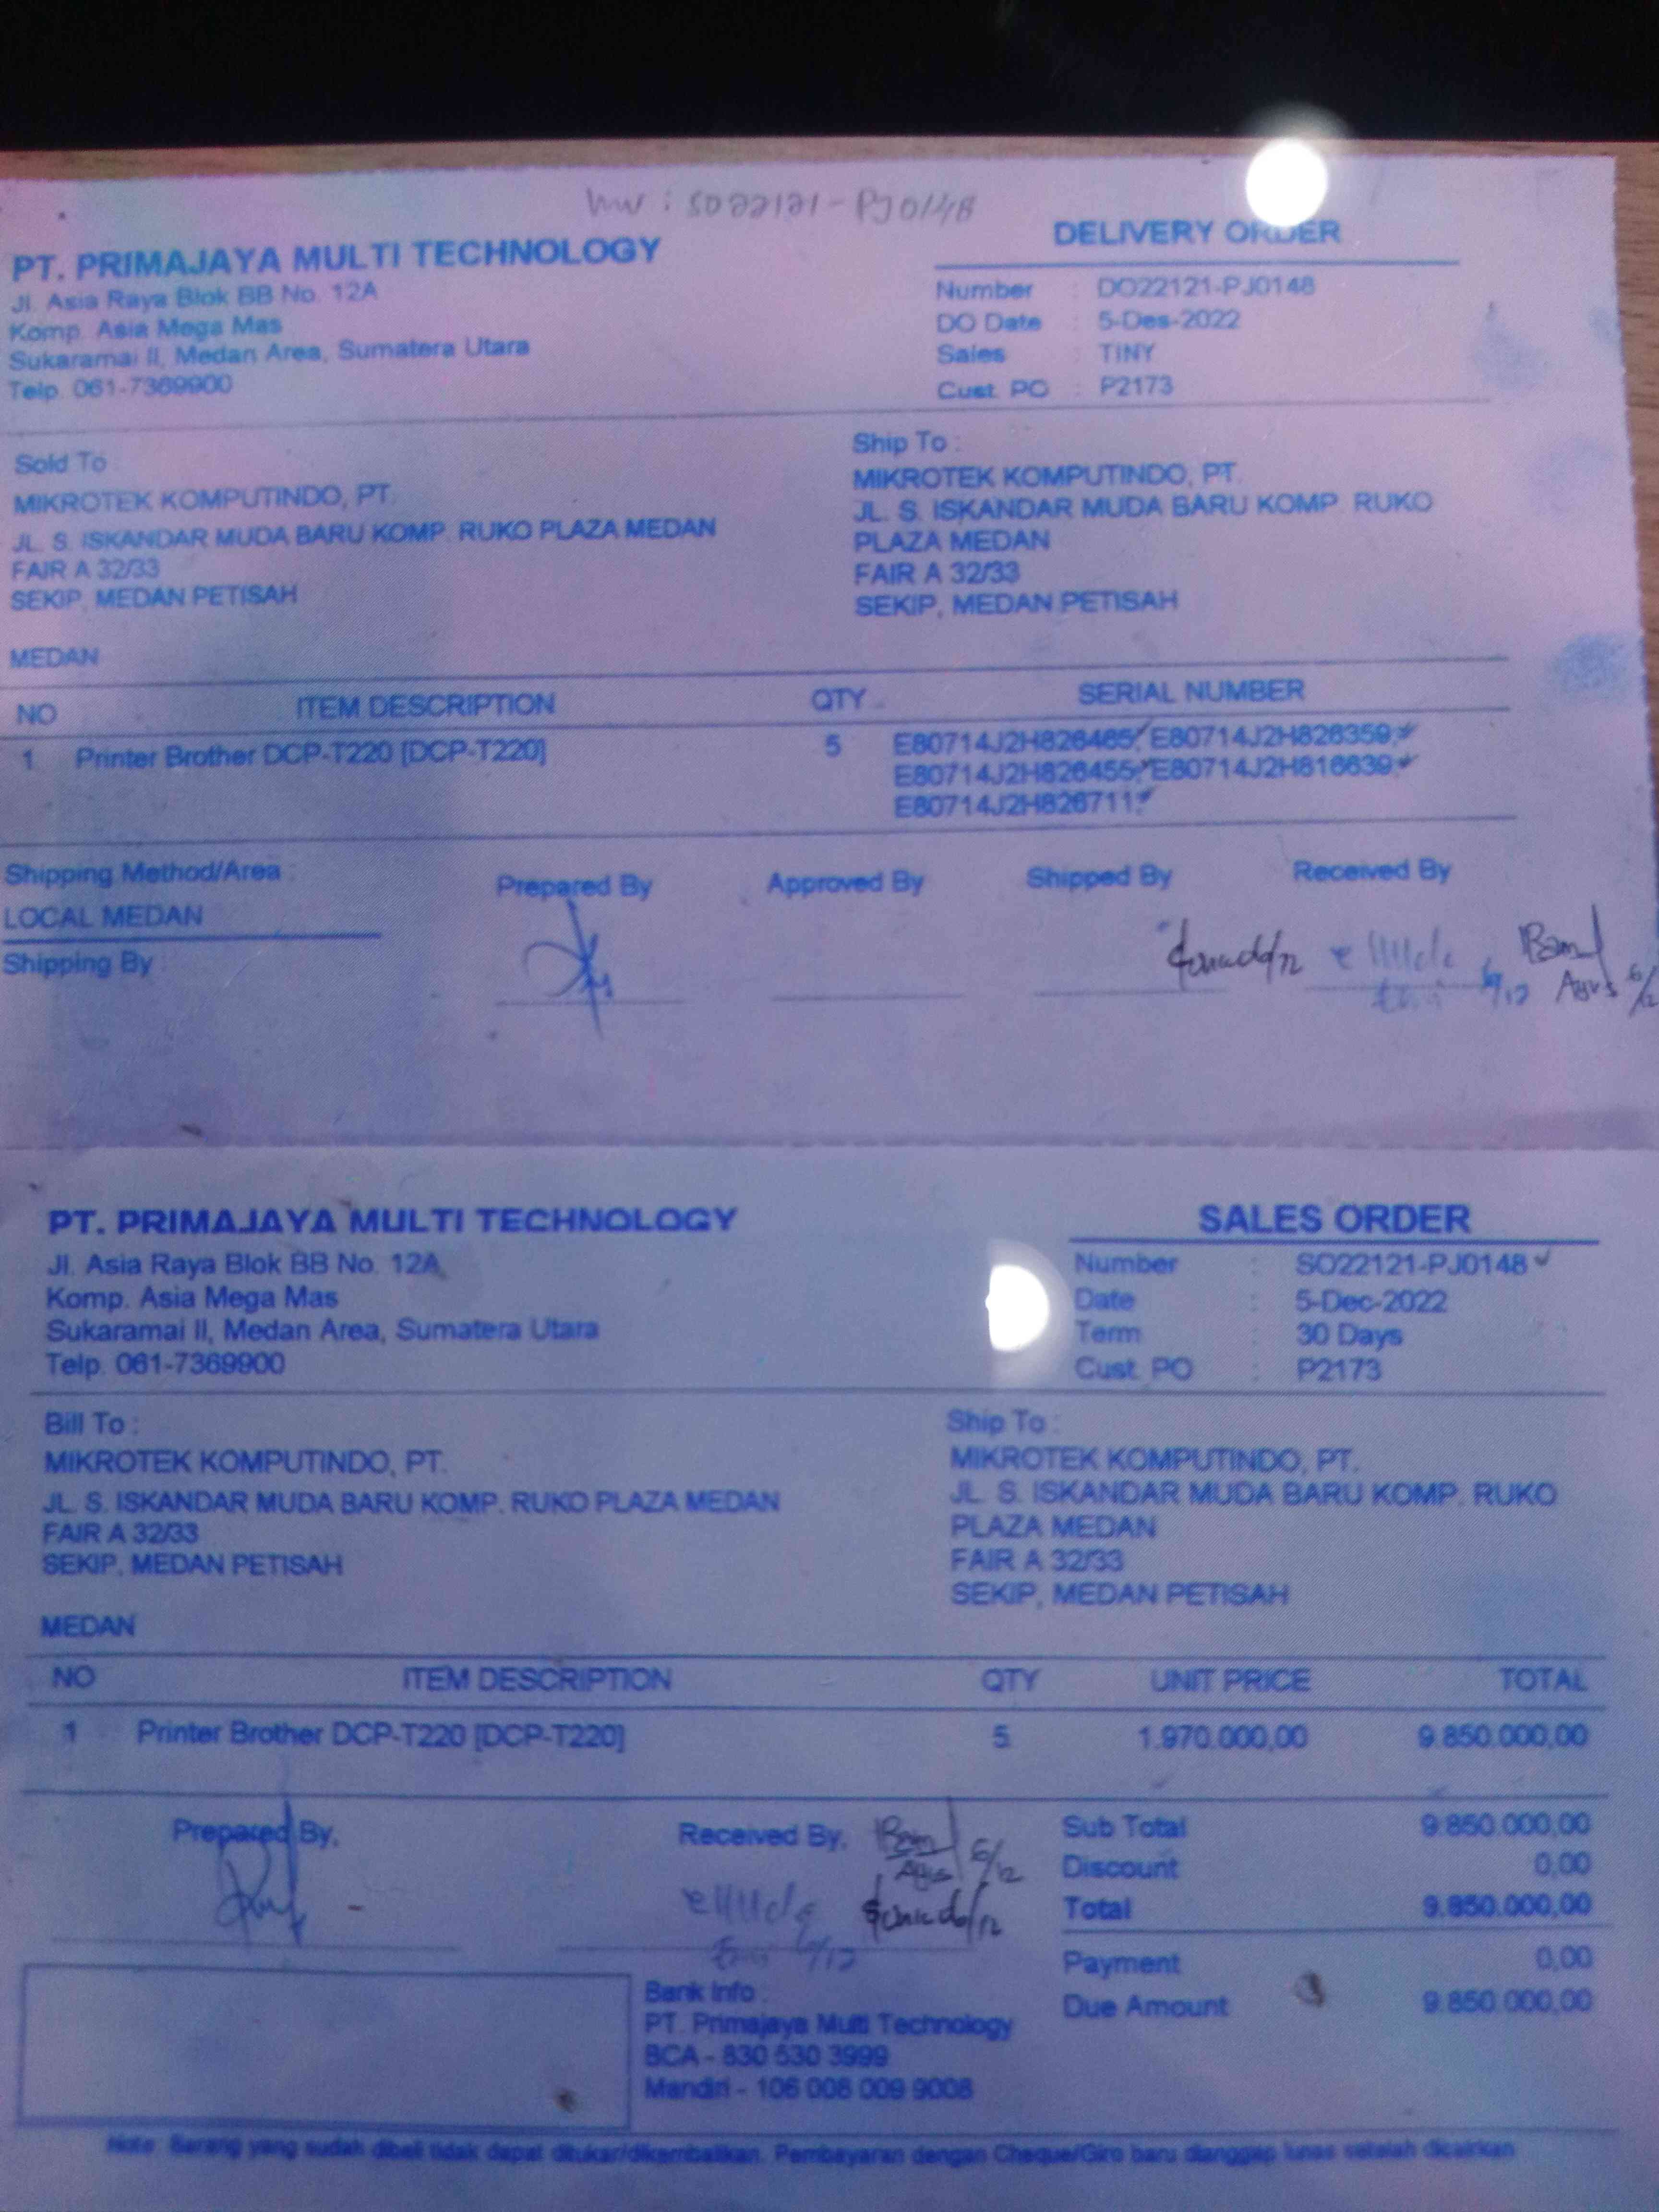 : SO22121-PJ0148
PT. PRIMAJAYA MULTI TECHNOLOGY
Jl. Asia Raya Blok BB No. 12A
Komp. Asia Mega Mas
Sukaramai II, Medan Area, Sumatera Utara
Telp. 061-7369900
DELIVERY ORDER
Number : DO22121-PJ0148
DO Date : 5-Des-2022
Sales : TINY
Cust. PO : P2173
Sold To
MIKROTEK KOMPUTINDO, PT.
JL. S. ISKANDAR MUDA BARU KOMP. RUKO PLAZA MEDAN
FAIR A 32/33
SEKIP, MEDAN PETISAH
MEDAN
Ship To :
MIKROTEK KOMPUTINDO, PT.
JL. S. ISKANDAR MUDA BARU KOMP. RUKO
PLAZA MEDAN
FAIR A 32/33
SEKIP, MEDAN PETISAH
NO ITEM DESCRIPTION QTY SERIAL NUMBER
1 Printer Brother DCP-T220 [DCP-T220] 5 E80714J2H826465, E80714J2H826359,
E80714J2H826455, E80714J2H816639,
E80714J2H826711,
Shipping Method/Area :
LOCAL MEDAN
Shipping By :
Prepared By Approved By Shipped By Received By
Agus 6/12
PT. PRIMAJAYA MULTI TECHNOLOGY
Jl. Asia Raya Blok BB No. 12A
Komp. Asia Mega Mas
Sukaramai II, Medan Area, Sumatera Utara
Telp. 061-7369900
SALES ORDER
Number : SO22121-PJ0148
Date : 5-Dec-2022
Term : 30 Days
Cust. PO : P2173
Bill To :
MIKROTEK KOMPUTINDO, PT.
JL. S. ISKANDAR MUDA BARU KOMP. RUKO PLAZA MEDAN
FAIR A 32/33
SEKIP, MEDAN PETISAH
MEDAN
Ship To :
MIKROTEK KOMPUTINDO, PT.
JL. S. ISKANDAR MUDA BARU KOMP. RUKO
PLAZA MEDAN
FAIR A 32/33
SEKIP, MEDAN PETISAH
NO ITEM DESCRIPTION QTY UNIT PRICE TOTAL
1 Printer Brother DCP-T220 [DCP-T220] 5 1.970.000,00 9.850.000,00
Prepared By,
Received By,
Agus 6/12
Sub Total 9.850.000,00
Discount 0,00
Total 9.850.000,00
Payment 0,00
Due Amount 9.850.000,00
Bank Info :
PT. Primajaya Multi Technology
BCA - 830 530 3999
Mandiri - 106 008 009 9008
Note : Barang yang sudah dibeli tidak dapat ditukar/dikembalikan. Pembayaran dengan Cheque/Giro baru dianggap lunas setelah dicairkan